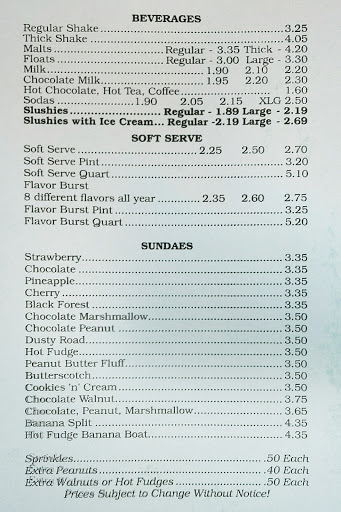 BEVERAGES
Regular Shake 3.25
Thick Shake 4.05
Malts Regular - 3.35 Thick - 4.20
Floats Regular - 3.00 Large - 3.30
Milk 1.90 2.10 2.20
Chocolate Milk 1.95 2.20 2.30
Hot Chocolate, Hot Tea, Coffee 1.60
Sodas 1.90 2.05 2.15 XLG 2.50
Slushies Regular - 1.89 Large - 2.19
Slushies with Ice Cream... Regular -2.19 Large - 2.69
SOFT SERVE
Soft Serve 2.25 2.50 2.70
Soft Serve Pint 3.20
Soft Serve Quart 5.10
Flavor Burst
8 different flavors all year 2.35 2.60 2.75
Flavor Burst Pint 3.25
Flavor Burst Quart 5.20
SUNDAES
Strawberry 3.35
Chocolate 3.35
Pineapple 3.35
Cherry 3.35
Black Forest 3.35
Chocolate Marshmallow 3.50
Chocolate Peanut 3.50
Dusty Road 3.50
Hot Fudge 3.50
Peanut Butter Fluff 3.50
Butterscotch 3.50
Cookies 'n' Cream 3.50
Chocolate Walnut 3.75
Chocolate, Peanut, Marshmallow 3.65
Banana Split 4.35
Hot Fudge Banana Boat 4.35
Sprinkles .50 Each
Extra Peanuts .40 Each
Extra Walnuts or Hot Fudges .50 Each
Prices Subject to Change Without Notice!